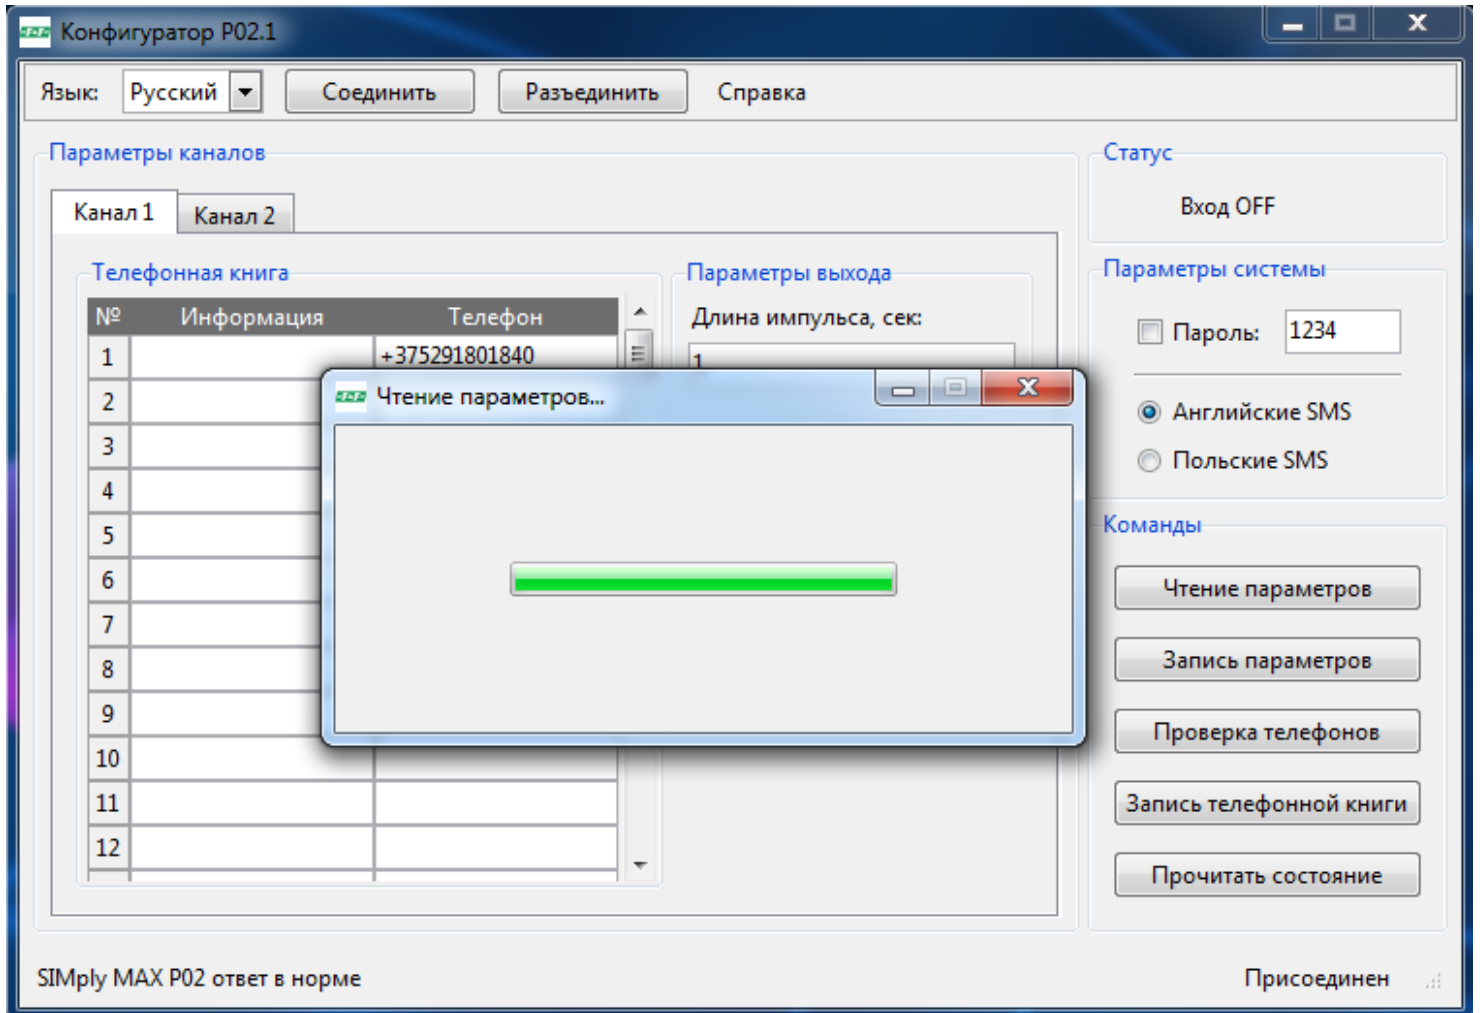 Конфигуратор P02.1
Язык: Русский Соединить Разъединить Справка
Параметры каналов
Канал 1 Канал 2
Телефонная книга
№ Информация Телефон
1 +375291801840
2
3
4
5
6
7
8
9
10
11
12
Параметры выхода
Длина импульса, сек:
1
Чтение параметров...
Статус
Вход OFF
Параметры системы
Пароль: 1234
Английские SMS
Польские SMS
Команды
Чтение параметров
Запись параметров
Проверка телефонов
Запись телефонной книги
Прочитать состояние
SIMply MAX P02 ответ в норме
Присоединен